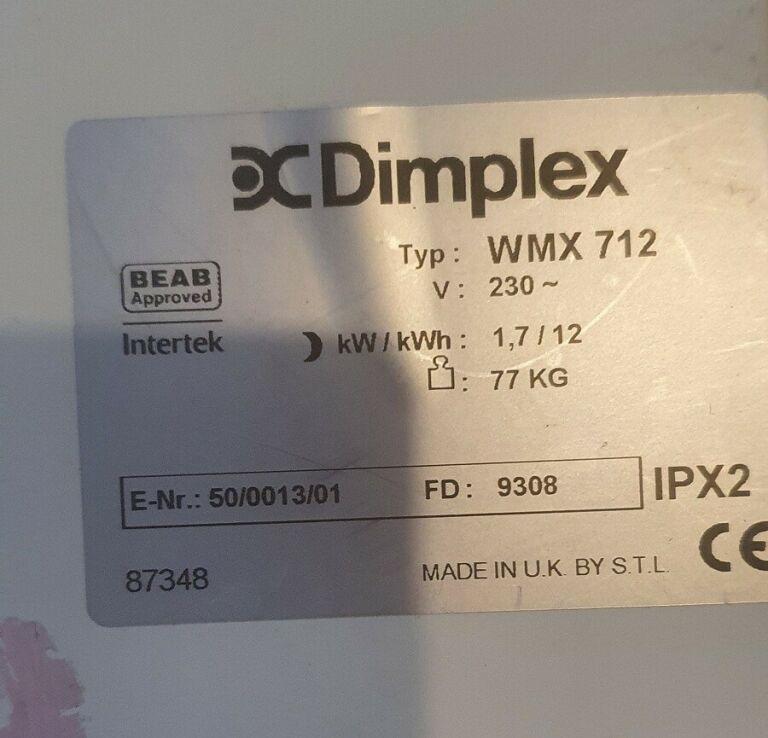 Dimplex
Typ : WMX 712
V : 230 ~
BEAB
Approved
Intertek
kW / kWh : 1,7 / 12
: 77 KG
E-Nr.: 50/0013/01 FD : 9308
IPX2
87348
MADE IN U.K. BY S.T.L.
CE